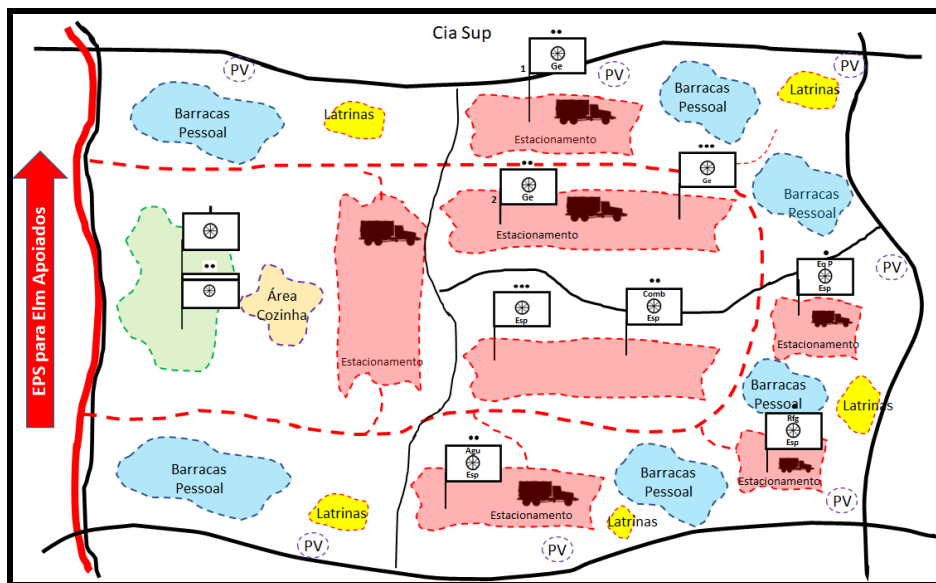 Cia Sup
PV
Ge
1
PV
PV
Barracas
Pessoal
Latrinas
Estacionamento
Barracas
Pessoal
Latrinas
Ge
2
Estacionamento
Ge
Barracas
Pessoal
EPS para Elm Apoiados
Área
Cozinha
Estacionamento
Esp
Comb
Esp
Eq P
Esp
PV
Estacionamento
Barracas
Pessoal
Latrinas
Rfg
Esp
Estacionamento
Barracas
Pessoal
Latrinas
Agu
Esp
Estacionamento
Barracas
Pessoal
Latrinas
PV
PV
PV